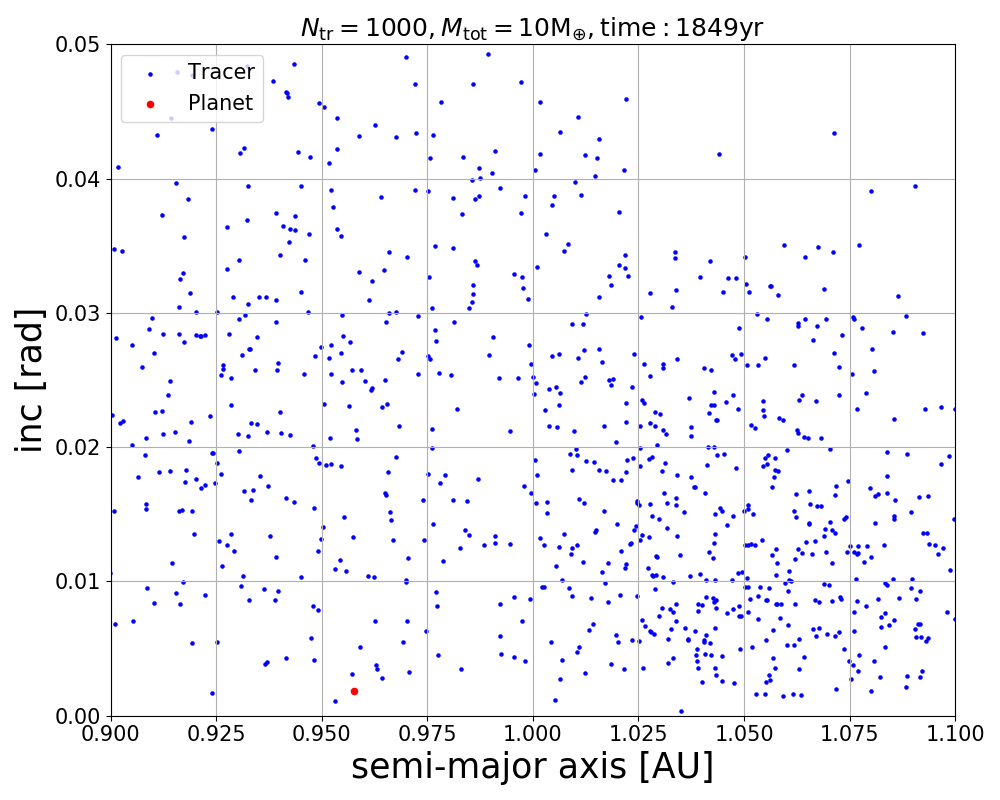 N_tr = 1000, M_tot = 10M_⊕, time : 1849yr
Tracer
Planet
inc [rad]
0.05
0.04
0.03
0.02
0.01
0.00
0.900 0.925 0.950 0.975 1.000 1.025 1.050 1.075 1.100
semi-major axis [AU]